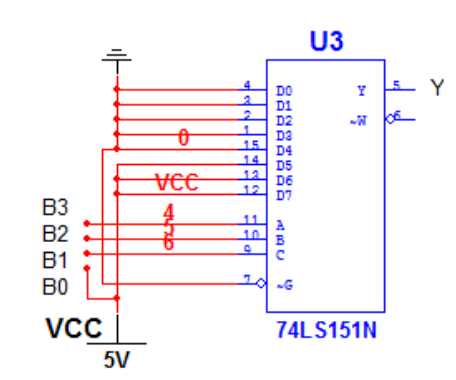 U3
4 D0 Y 5 Y
3 D1
2 D2 ~W 6
1 D3
0 15 D4
14 D5
VCC 13 D6
12 D7
B3 4 11 A
B2 5 10 B
B1 6 9 C
B0 7 ~G
VCC 74LS151N
5V